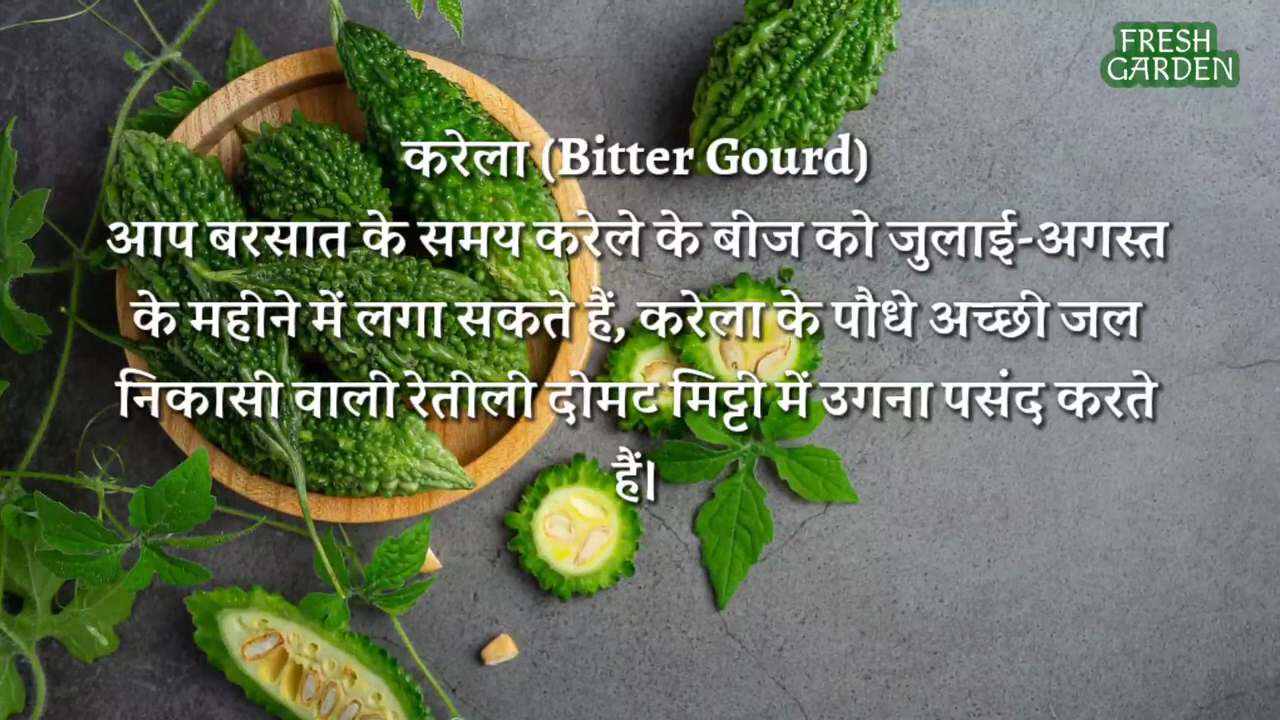 FRESH
GARDEN
करेला (Bitter Gourd)
आप बरसात के समय करेले के बीज को जुलाई-अगस्त
के महीने में लगा सकते हैं, करेला के पौधे अच्छी जल
निकासी वाली रेतीली दोमट मिट्टी में उगना पसंद करते
हैं।